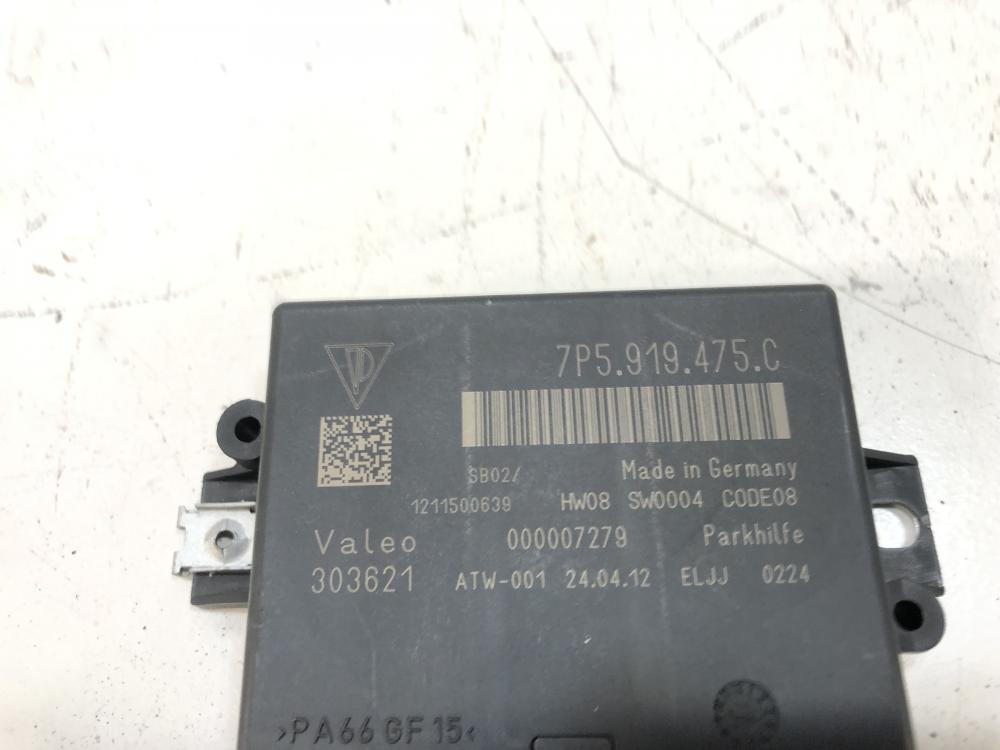 7P5.919.475.C
SB02/
Made in Germany
1211500639 HW08 SW0004 CODE08
Valeo 000007279 Parkhilfe
303621 ATW-001 24.04.12 ELJJ 0224
>PA66 GF15<